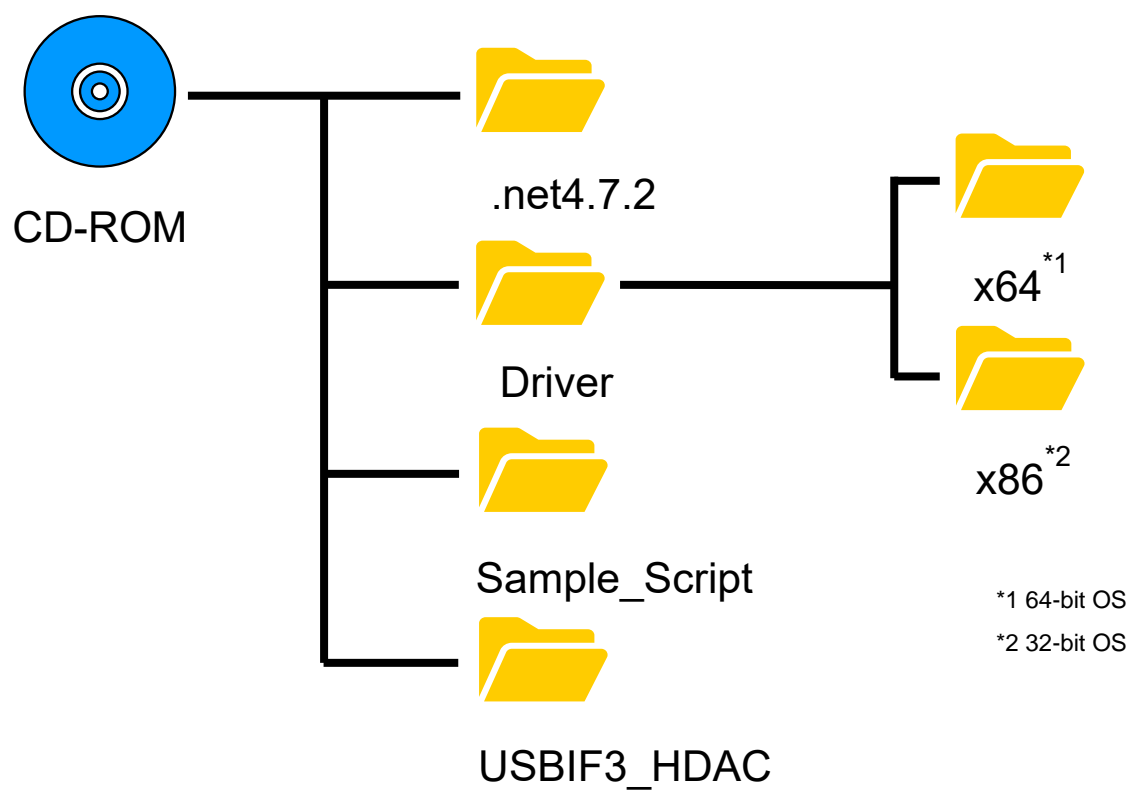 CD-ROM
.net4.7.2
Driver
x64*1
x86*2
Sample_Script
USBIF3_HDAC
*1 64-bit OS
*2 32-bit OS